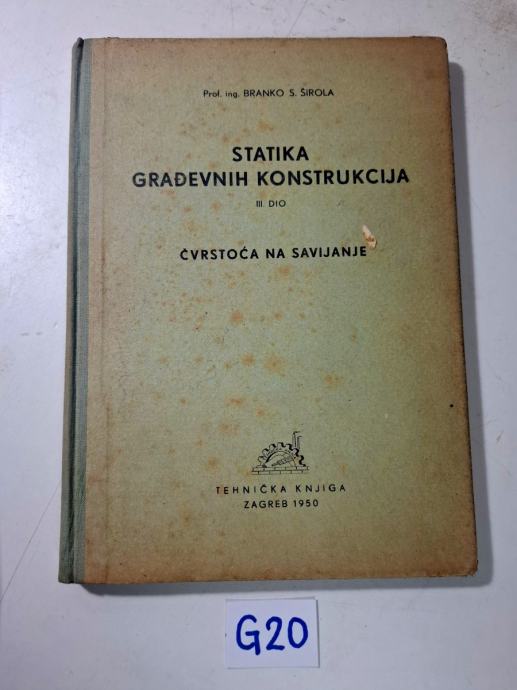 Prof. ing. BRANKO S. ŠIROLA
STATIKA
GRAĐEVNIH KONSTRUKCIJA
III. DIO
ČVRSTOĆA NA SAVIJANJE
TEHNIČKA KNJIGA
ZAGREB 1950
G20